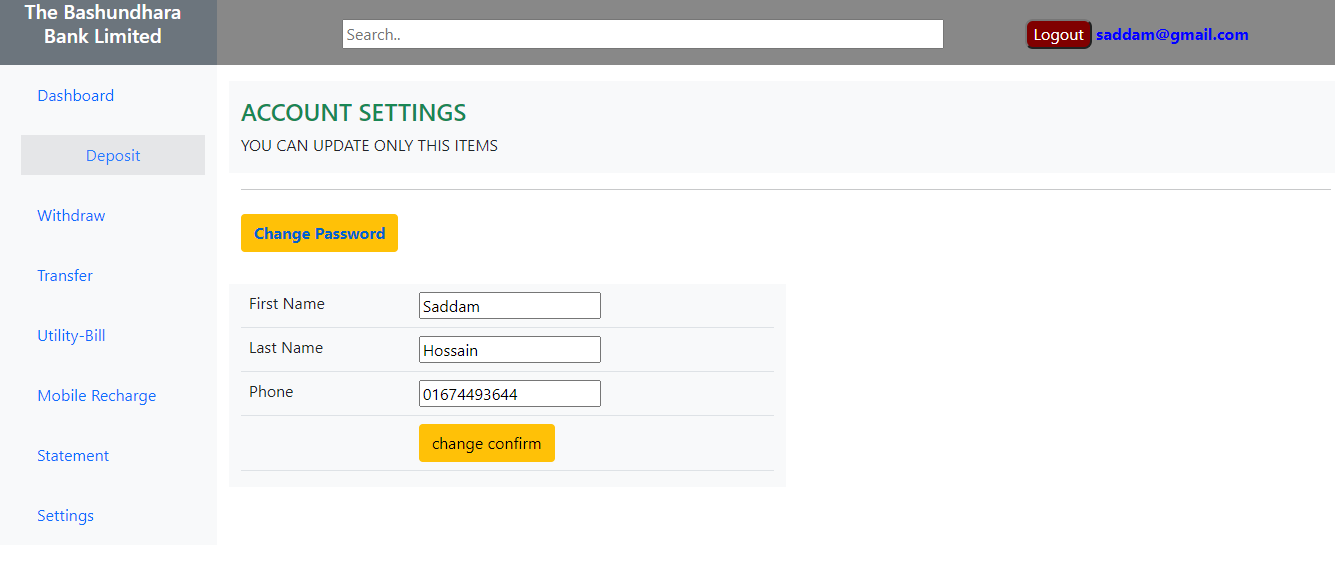 The Bashundhara
Bank Limited
Search..
Logout saddam@gmail.com
Dashboard
Deposit
Withdraw
Transfer
Utility-Bill
Mobile Recharge
Statement
Settings
ACCOUNT SETTINGS
YOU CAN UPDATE ONLY THIS ITEMS
Change Password
First Name Saddam
Last Name Hossain
Phone 01674493644
change confirm